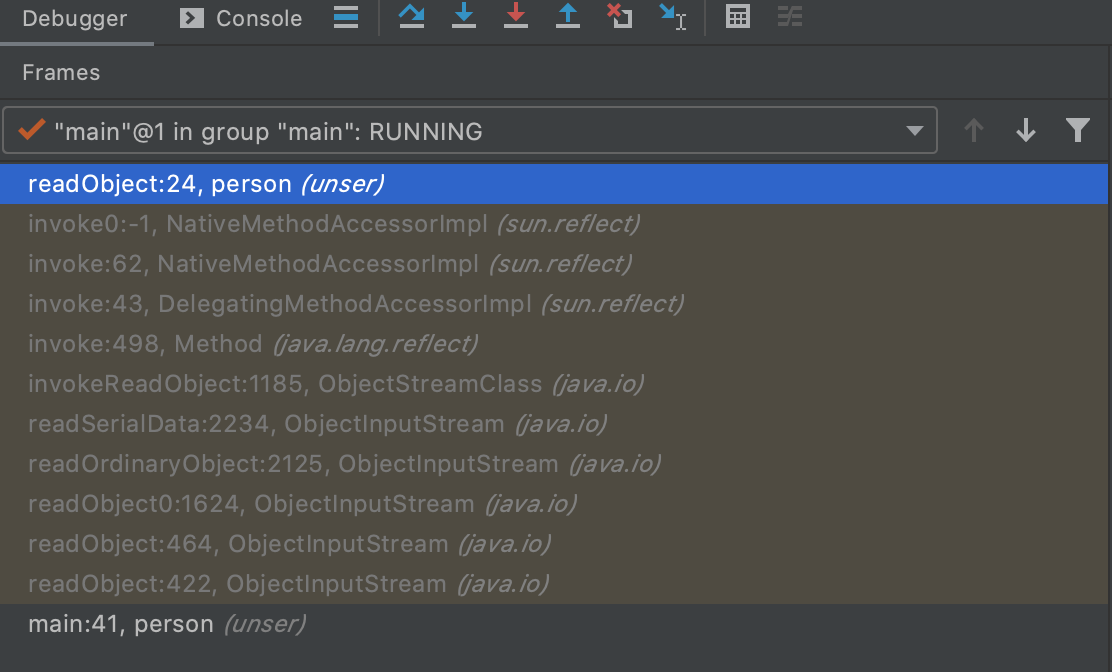 Debugger Console
Frames
"main"@1 in group "main": RUNNING
readObject:24, person (unser)
invoke0:-1, NativeMethodAccessorImpl (sun.reflect)
invoke:62, NativeMethodAccessorImpl (sun.reflect)
invoke:43, DelegatingMethodAccessorImpl (sun.reflect)
invoke:498, Method (java.lang.reflect)
invokeReadObject:1185, ObjectStreamClass (java.io)
readSerialData:2234, ObjectInputStream (java.io)
readOrdinaryObject:2125, ObjectInputStream (java.io)
readObject0:1624, ObjectInputStream (java.io)
readObject:464, ObjectInputStream (java.io)
readObject:422, ObjectInputStream (java.io)
main:41, person (unser)